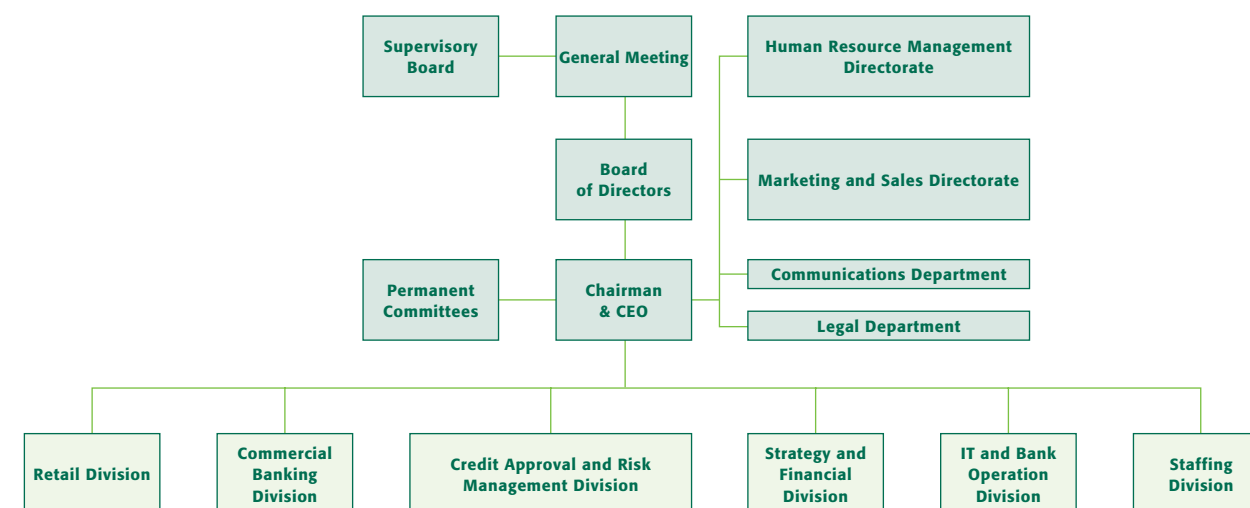 Supervisory
Board
General Meeting
Human Resource Management
Directorate
Board
of Directors
Marketing and Sales Directorate
Permanent
Committees
Chairman
& CEO
Communications Department
Legal Department
Retail Division
Commercial
Banking
Division
Credit Approval and Risk
Management Division
Strategy and
Financial
Division
IT and Bank
Operation
Division
Staffing
Division